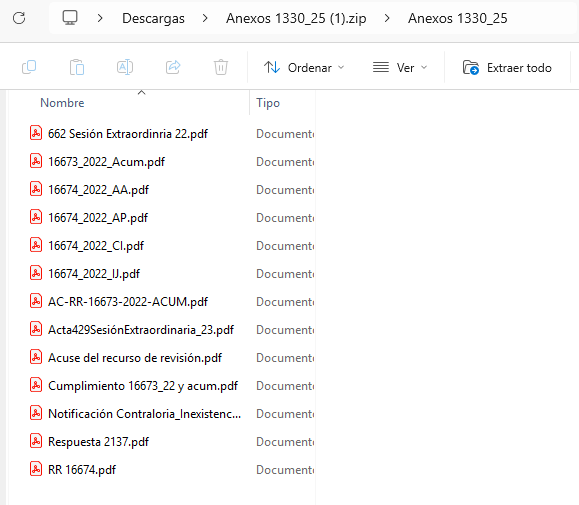 Descargas > Anexos 1330_25 (1).zip > Anexos 1330_25
Ordenar Ver Extraer todo
Nombre Tipo
662 Sesión Extraordinria 22.pdf Documento
16673_2022_Acum.pdf Documento
16674_2022_AA.pdf Documento
16674_2022_AP.pdf Documento
16674_2022_CI.pdf Documento
16674_2022_IJ.pdf Documento
AC-RR-16673-2022-ACUM.pdf Documento
Acta429SesiónExtraordinaria_23.pdf Documento
Acuse del recurso de revisión.pdf Documento
Cumplimiento 16673_22 y acum.pdf Documento
Notificación Contraloria_Inexistenc... Documento
Respuesta 2137.pdf Documento
RR 16674.pdf Documento